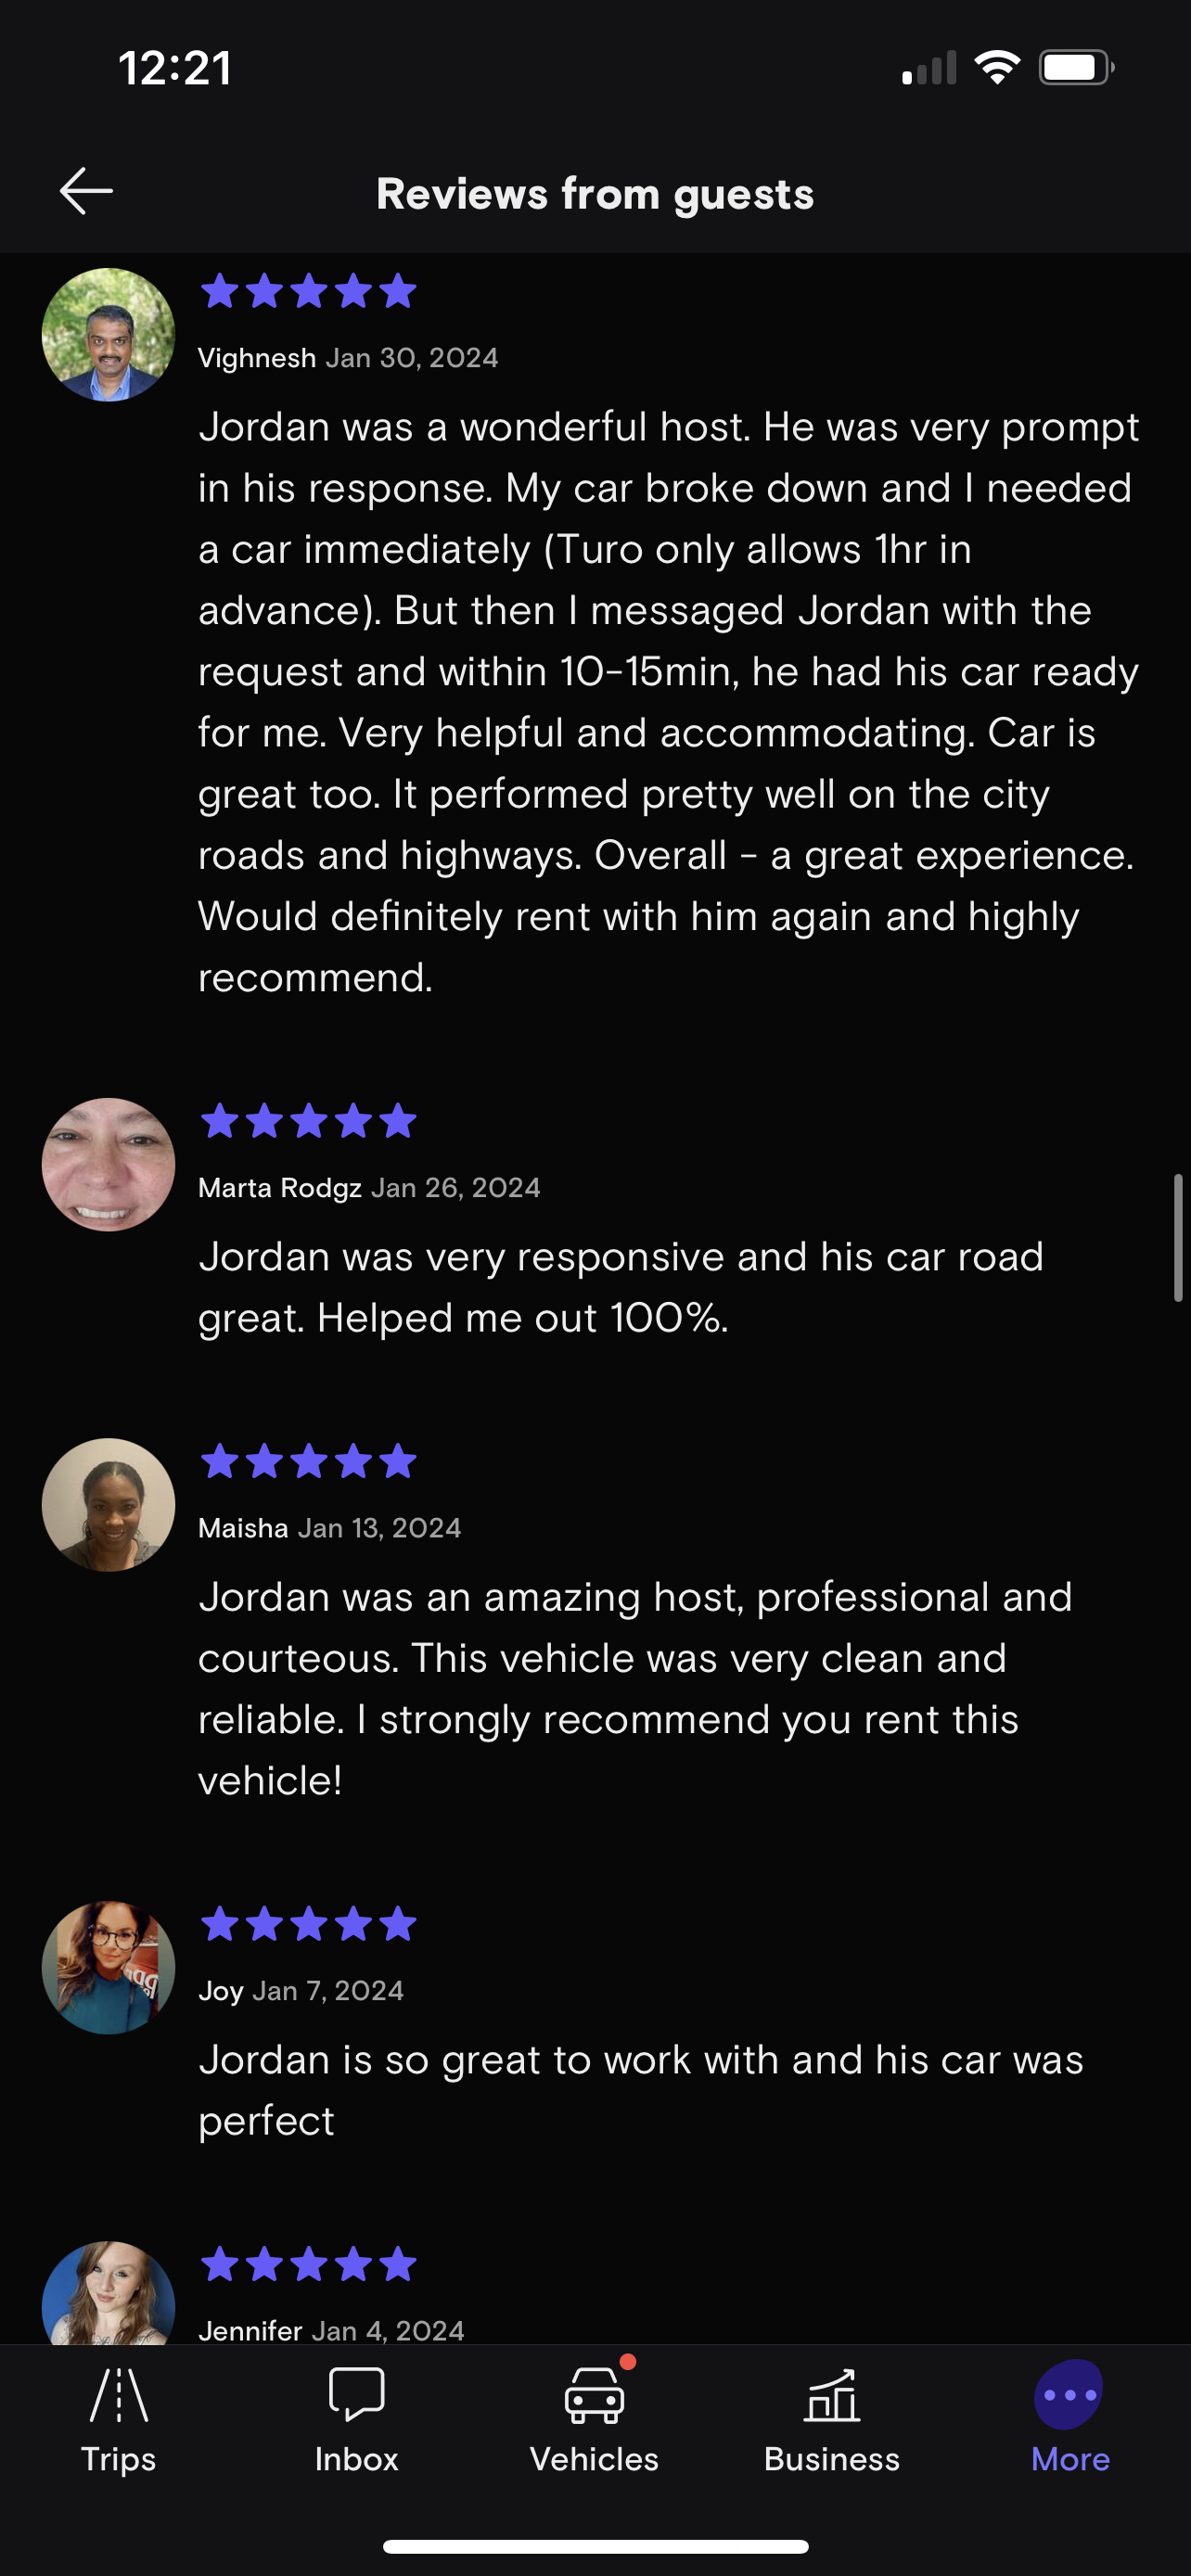 12:21
Reviews from guests
Vighnesh Jan 30, 2024
Jordan was a wonderful host. He was very prompt
in his response. My car broke down and I needed
a car immediately (Turo only allows 1hr in
advance). But then I messaged Jordan with the
request and within 10-15min, he had his car ready
for me. Very helpful and accommodating. Car is
great too. It performed pretty well on the city
roads and highways. Overall - a great experience.
Would definitely rent with him again and highly
recommend.
Marta Rodgz Jan 26, 2024
Jordan was very responsive and his car road
great. Helped me out 100%.
Maisha Jan 13, 2024
Jordan was an amazing host, professional and
courteous. This vehicle was very clean and
reliable. I strongly recommend you rent this
vehicle!
Joy Jan 7, 2024
Jordan is so great to work with and his car was
perfect
Jennifer Jan 4, 2024
Trips
Inbox
Vehicles
Business
More